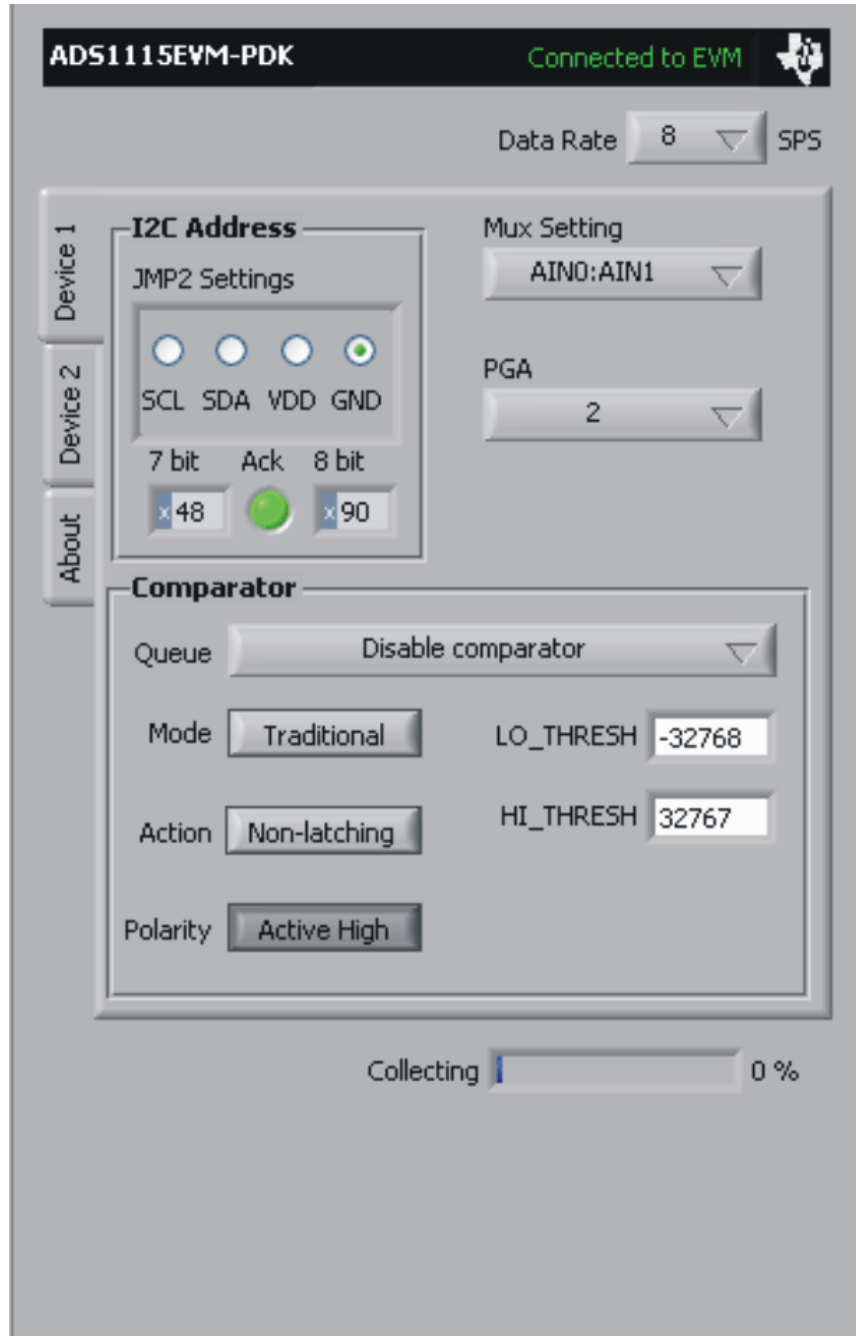 ADS1115EVM-PDK Connected to EVM
Data Rate 8 SPS
Device 1
Device 2
About
I2C Address
JMP2 Settings
SCL SDA VDD GND
7 bit Ack 8 bit
x 48 x 90
Mux Setting
AIN0:AIN1
PGA
2
Comparator
Queue Disable comparator
Mode Traditional
LO_THRESH -32768
Action Non-latching
HI_THRESH 32767
Polarity Active High
Collecting 0 %